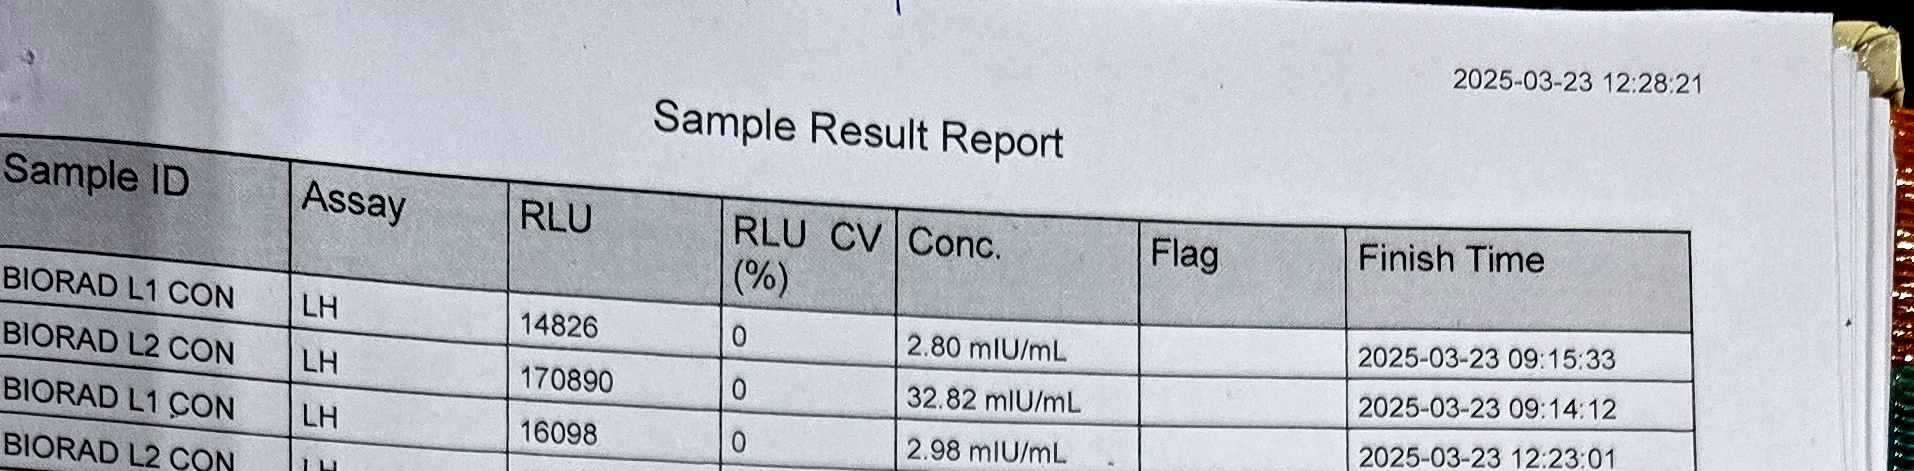 2025-03-23 12:28:21
Sample Result Report
Sample ID Assay RLU RLU CV (%) Conc. Flag Finish Time
BIORAD L1 CON LH 14826 0 2.80 mIU/mL 2025-03-23 09:15:33
BIORAD L2 CON LH 170890 0 32.82 mIU/mL 2025-03-23 09:14:12
BIORAD L1 CON LH 16098 0 2.98 mIU/mL 2025-03-23 12:23:01
BIORAD L2 CON LH